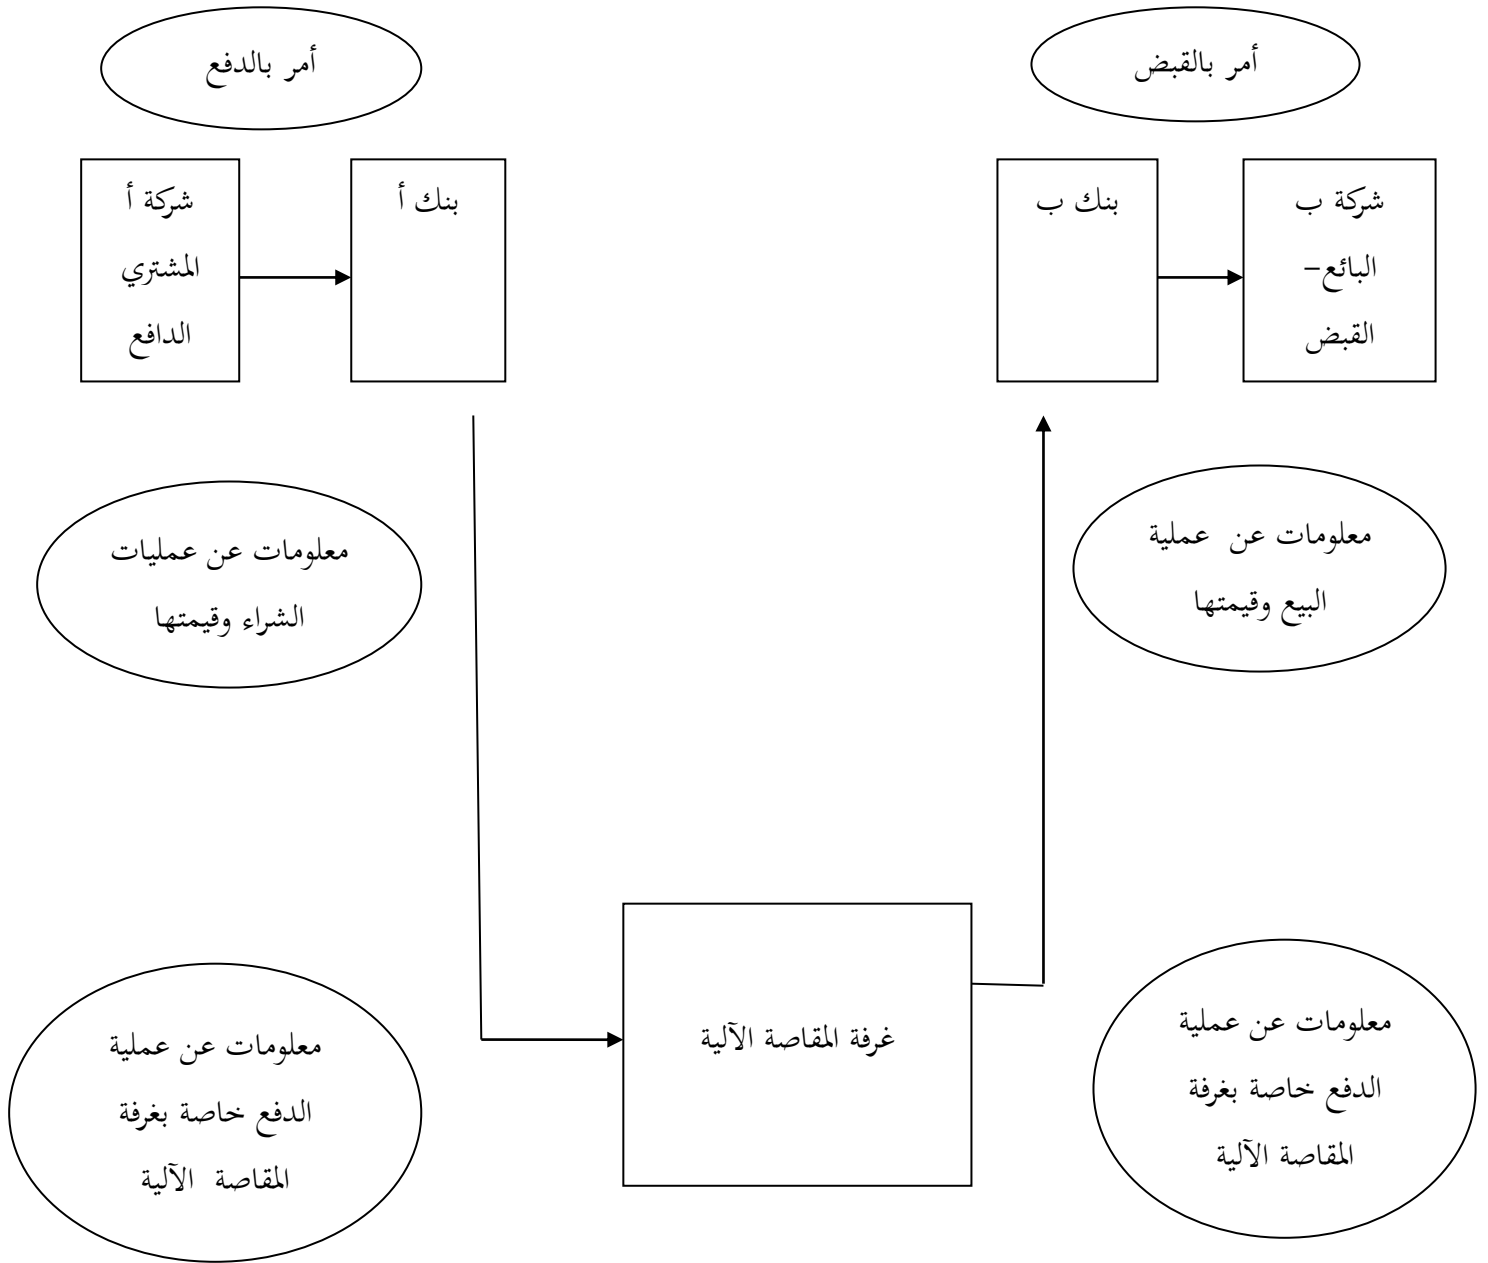 أمر بالقبض
أمر بالدفع
شركة ب
البائع–
القبض
بنك ب
بنك أ
شركة أ
المشتري
الدافع
معلومات عن عملية
البيع وقيمتها
معلومات عن عمليات
الشراء وقيمتها
غرفة المقاصة الآلية
معلومات عن عملية
الدفع خاصة بغرفة
المقاصة الآلية
معلومات عن عملية
الدفع خاصة بغرفة
المقاصة الآلية